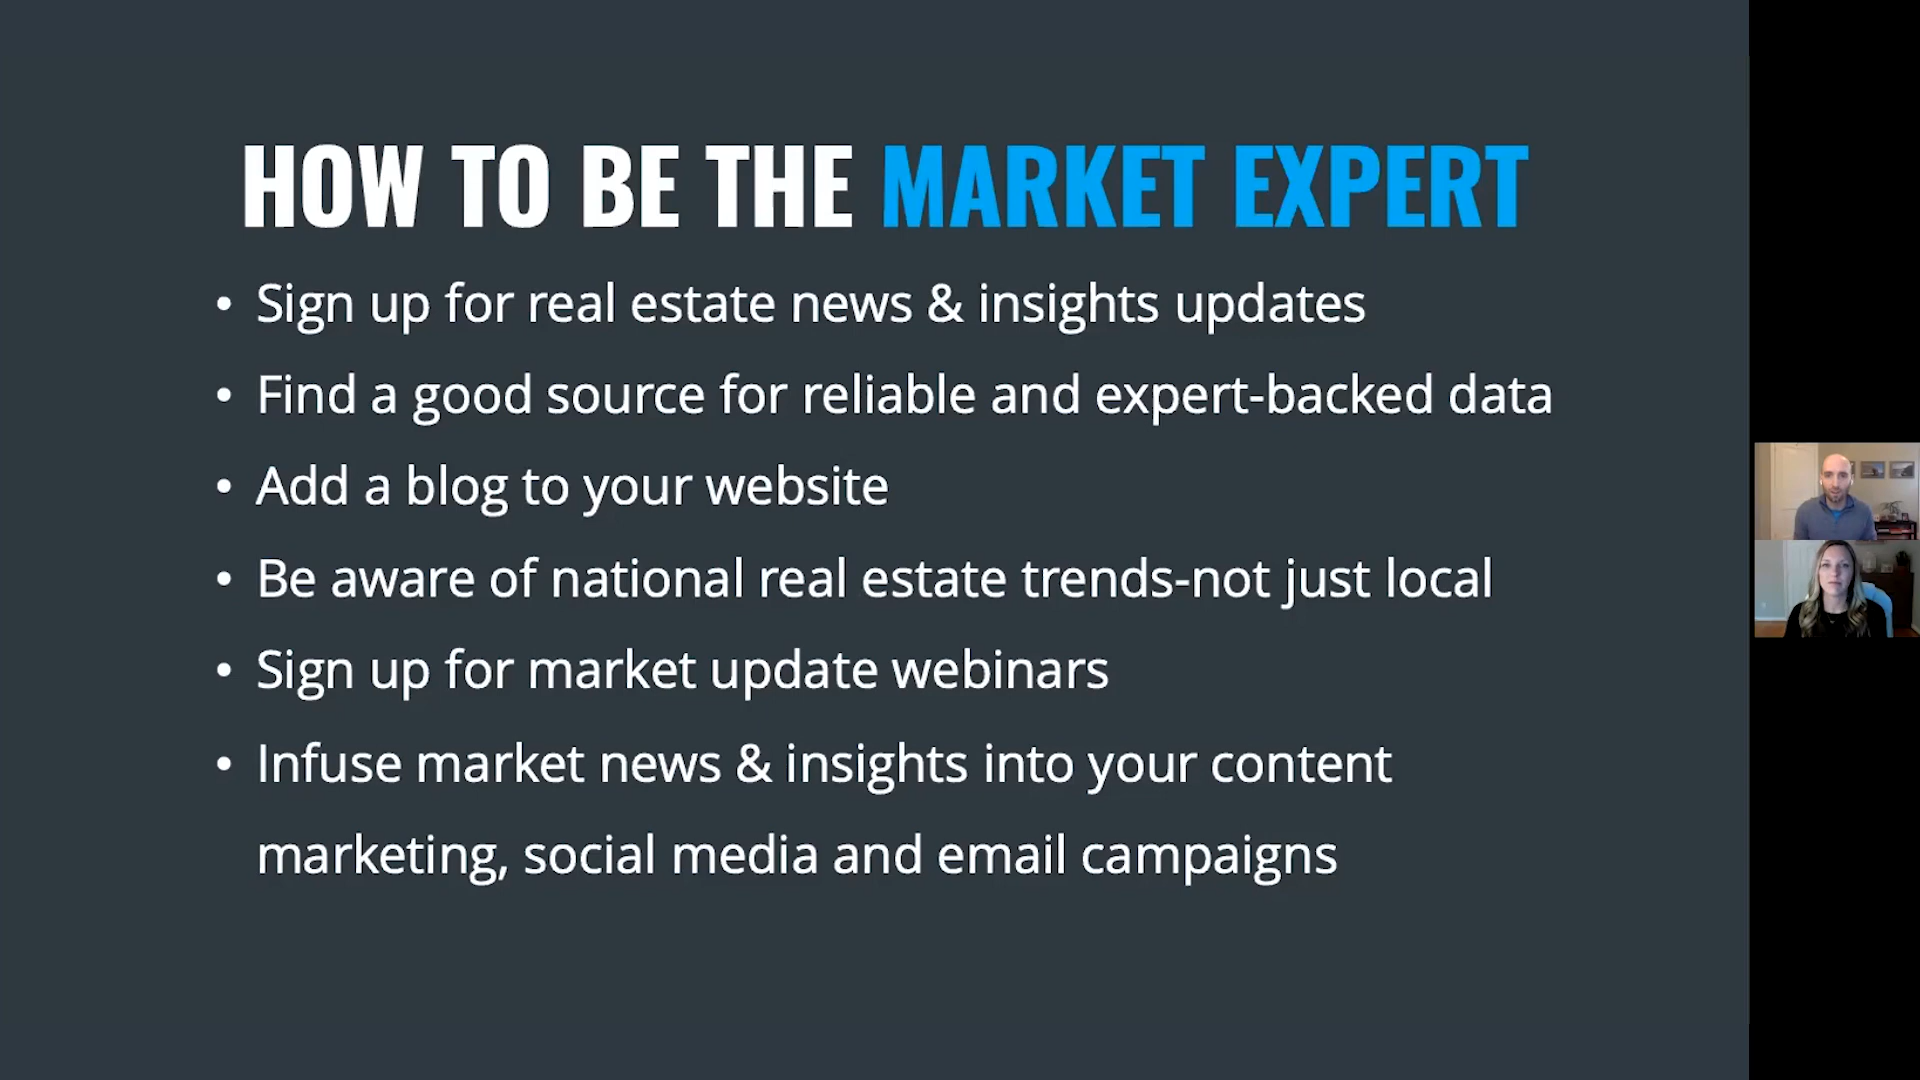 HOW TO BE THE MARKET EXPERT
• Sign up for real estate news & insights updates
• Find a good source for reliable and expert-backed data
• Add a blog to your website
• Be aware of national real estate trends-not just local
• Sign up for market update webinars
• Infuse market news & insights into your content
marketing, social media and email campaigns